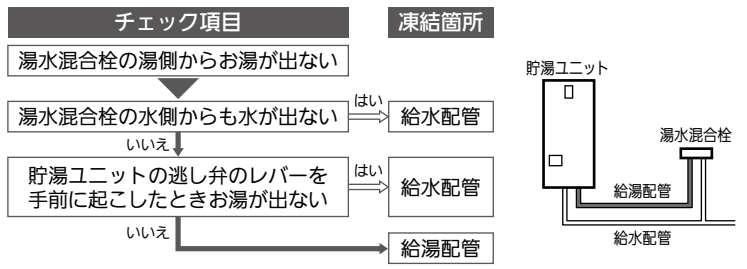 チェック項目
凍結箇所
湯水混合栓の湯側からお湯が出ない
湯水混合栓の水側からも水が出ない
はい
給水配管
いいえ
貯湯ユニットの逃し弁のレバーを
手前に起こしたときお湯が出ない
はい
給水配管
いいえ
給湯配管
貯湯ユニット
湯水混合栓
給湯配管
給水配管